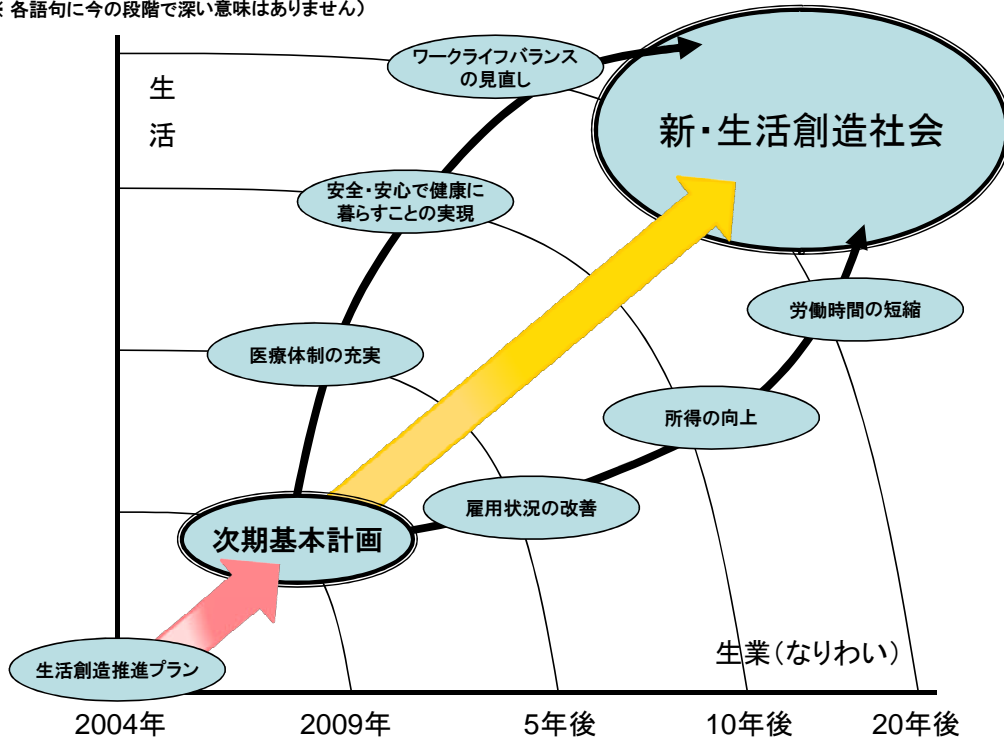 ※ 各語句に今の段階で深い意味はありません）
ワークライフバランス
の見直し
生
活
新・生活創造社会
安全・安心で健康に
暮らすことの実現
労働時間の短縮
医療体制の充実
所得の向上
雇用状況の改善
次期基本計画
生業（なりわい）
生活創造推進プラン
2004年
2009年
5年後
10年後
20年後